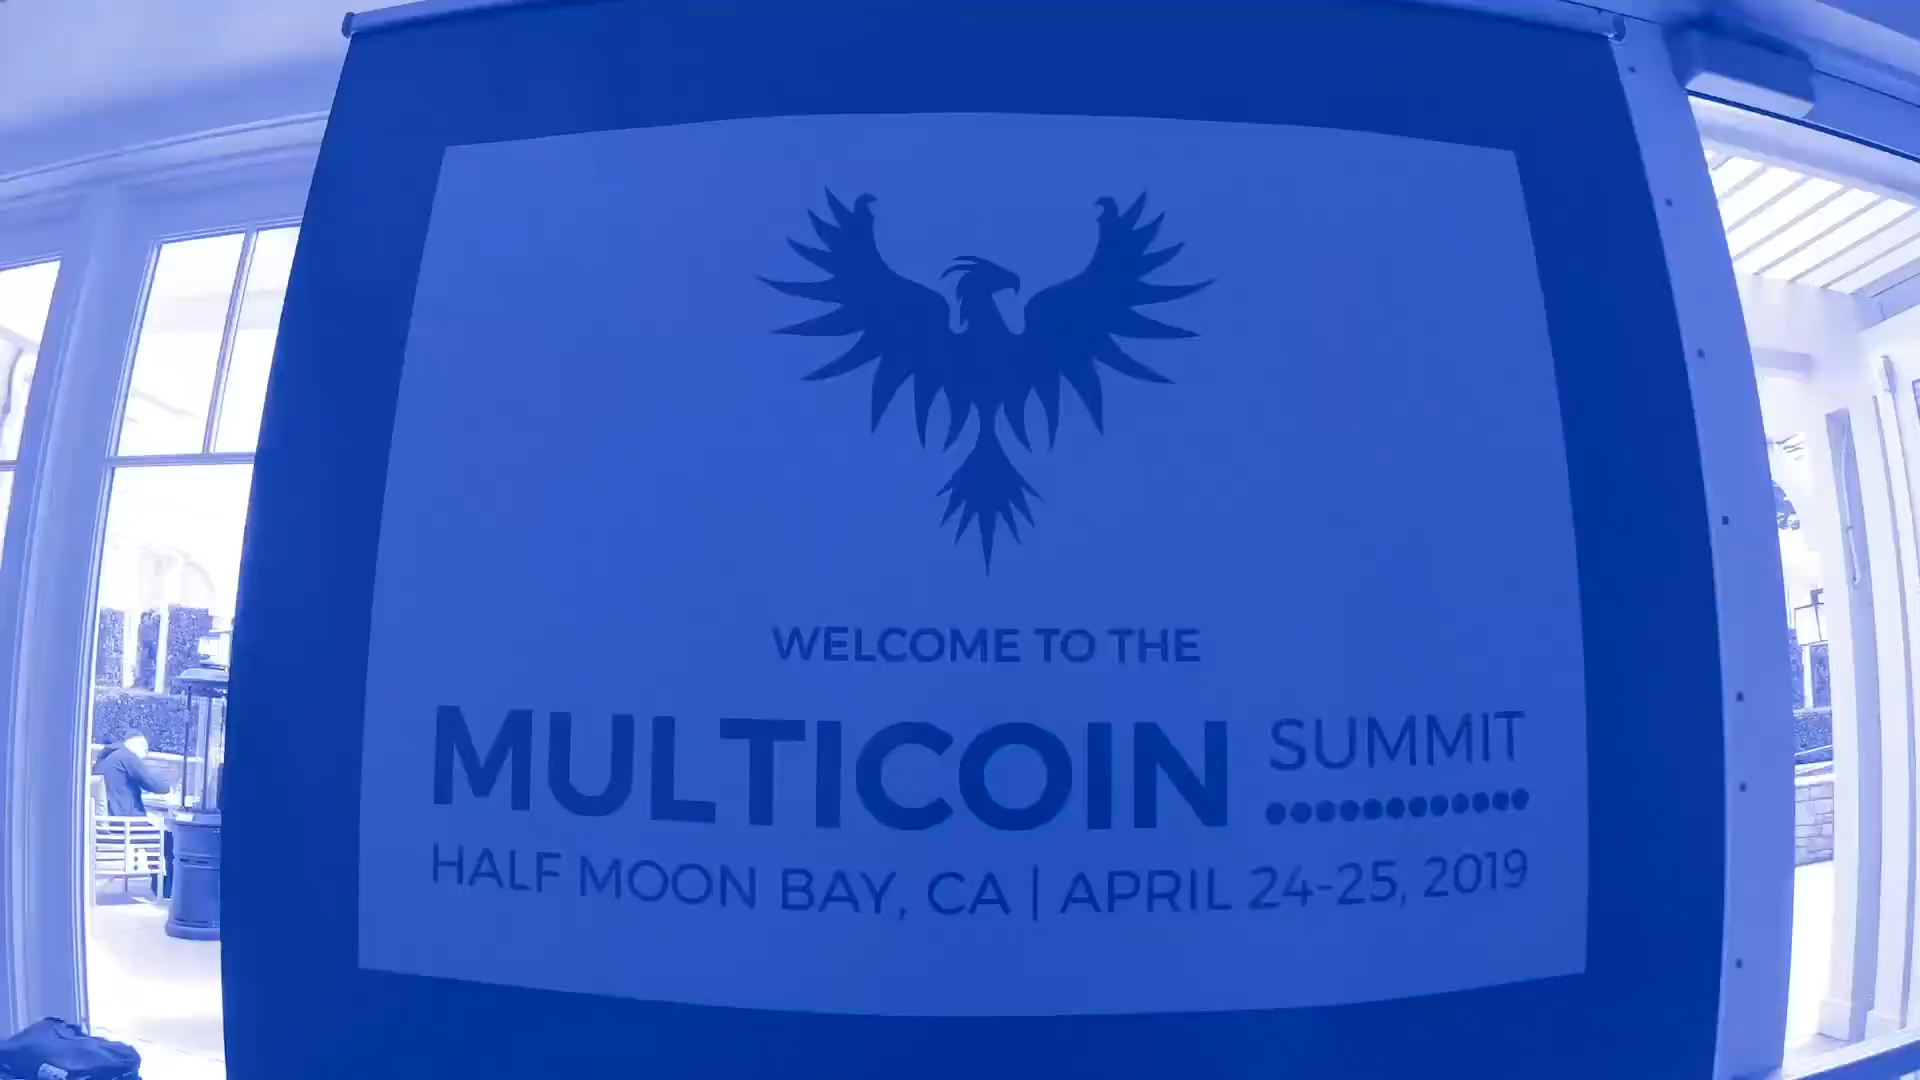 WELCOME TO THE
MULTICOIN SUMMIT
HALF MOON BAY, CA | APRIL 24-25, 2019